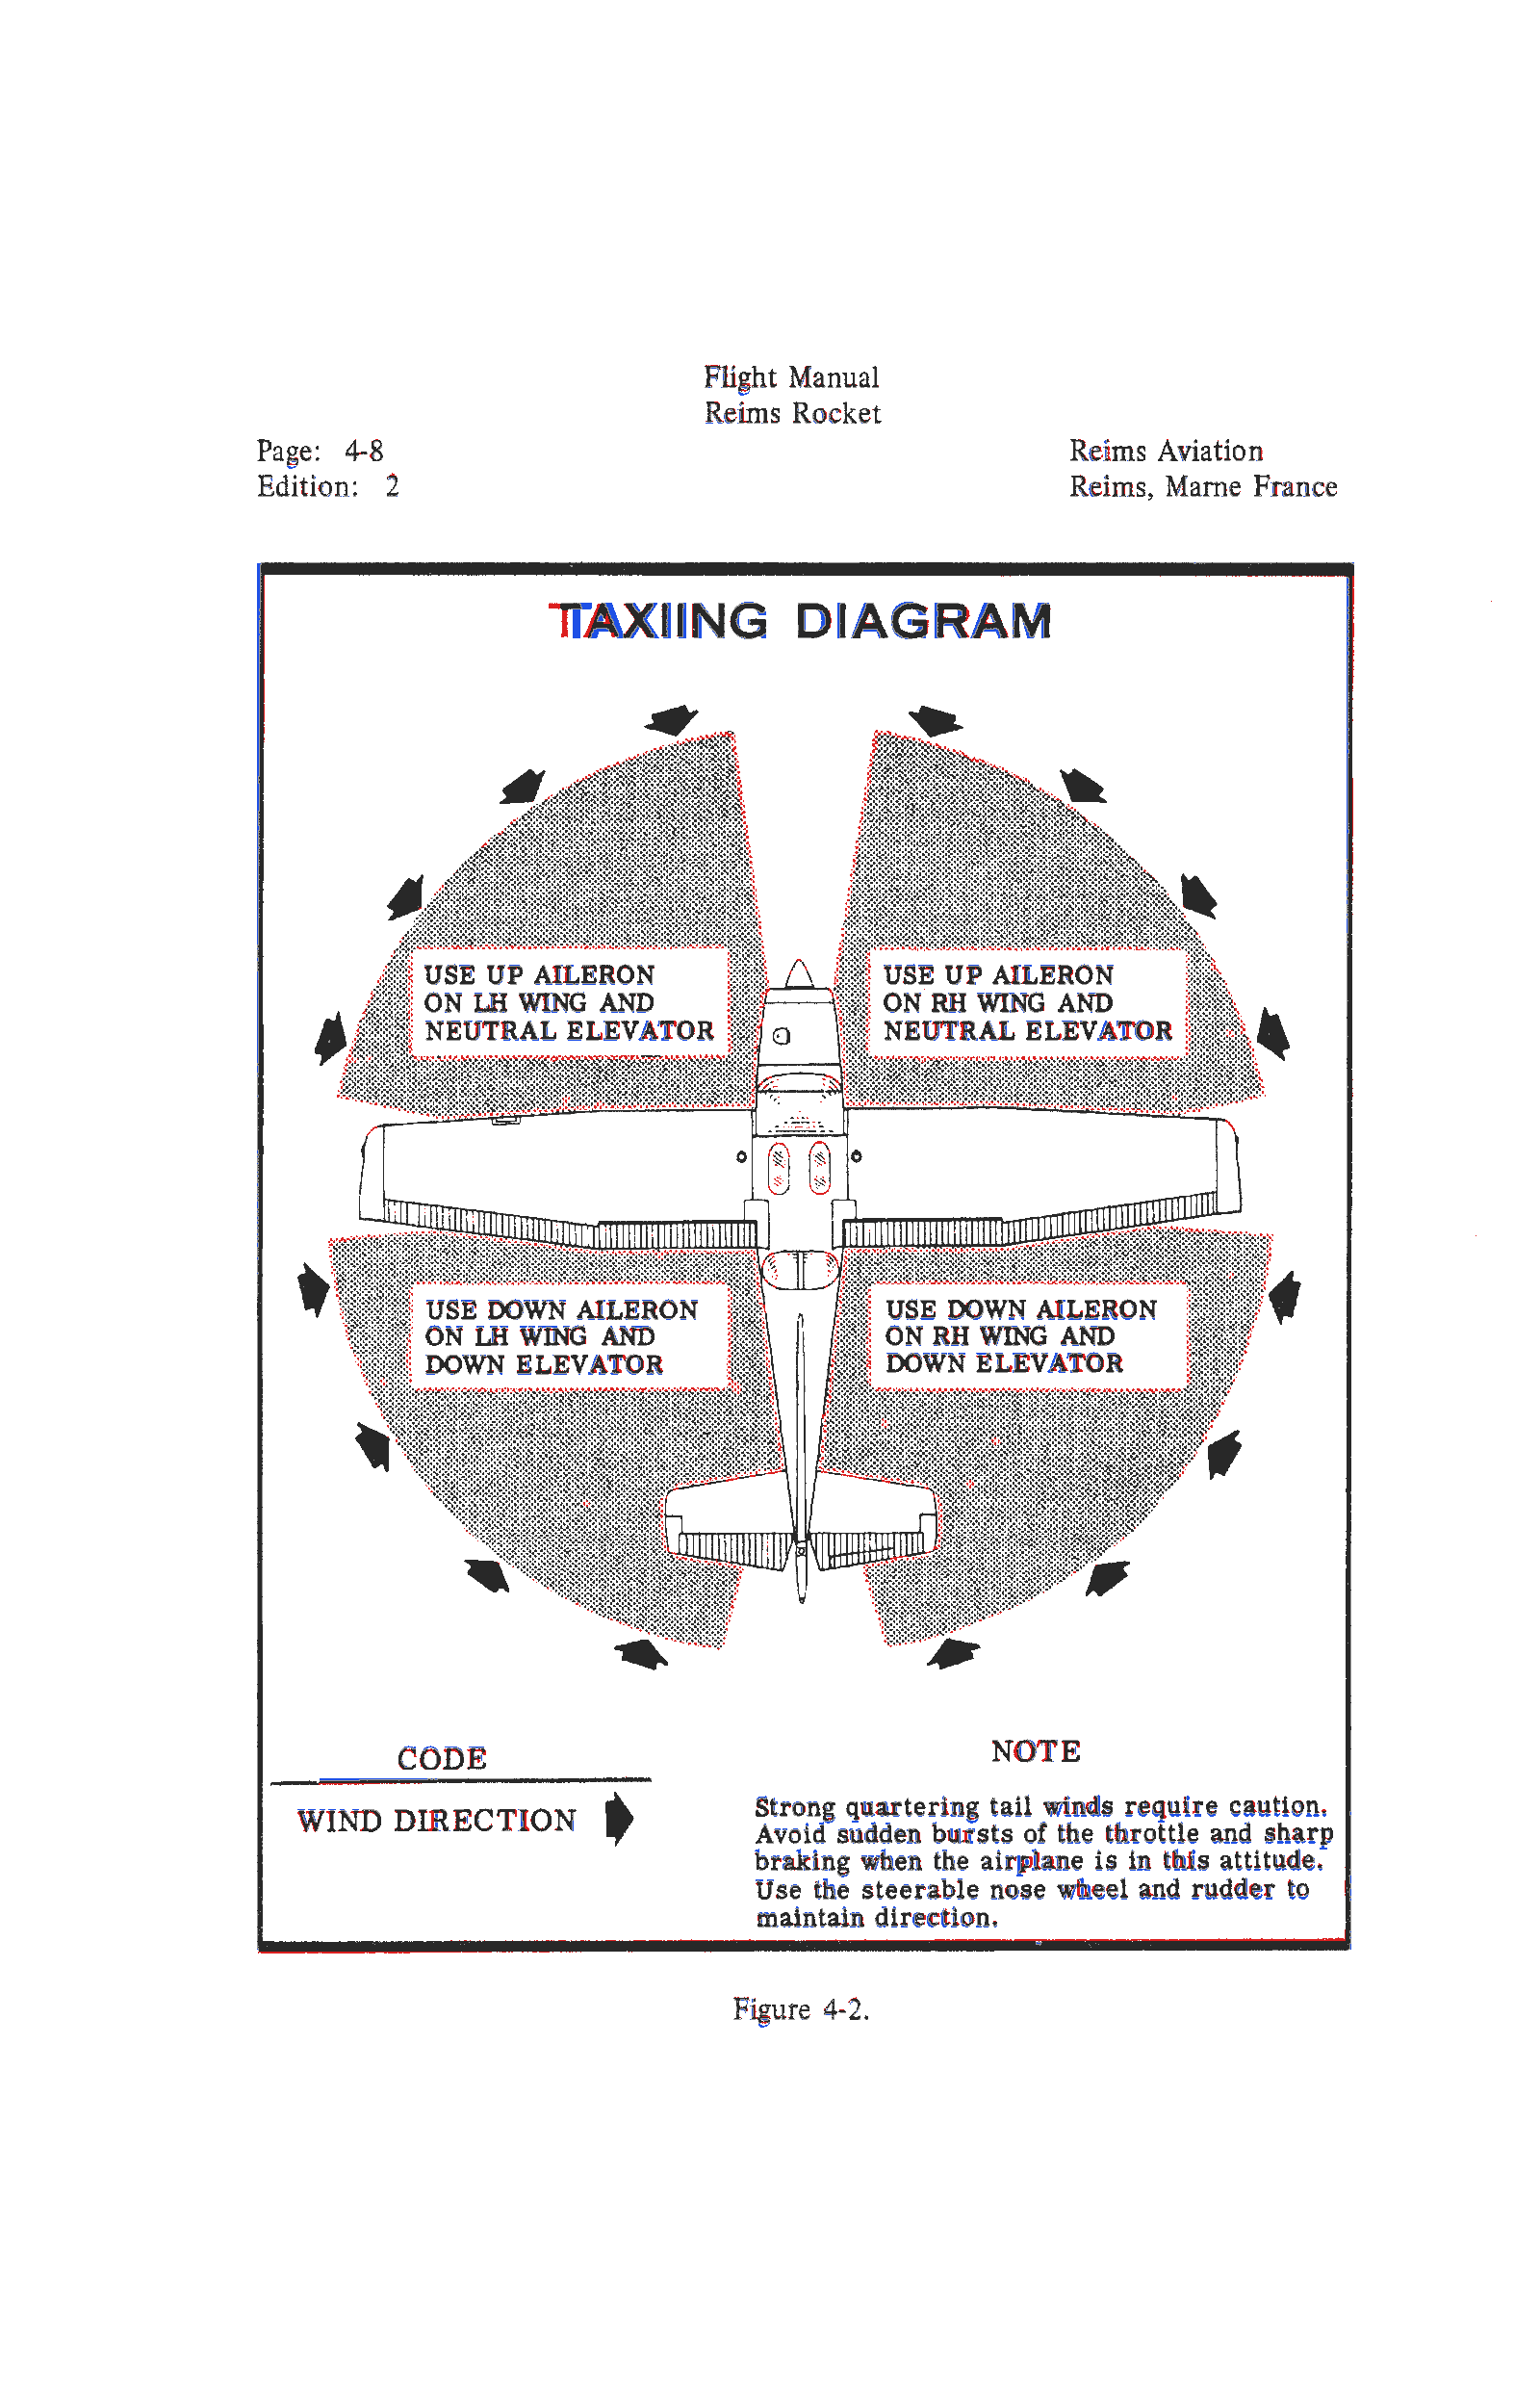 Flight Manual
Reims Rocket
Page: 4-8
Edition: 2
Reims Aviation
Reims, Marne France
TAXIING DIAGRAM
USE UP AILERON
ON LH WING AND
NEUTRAL ELEVATOR
USE UP AILERON
ON RH WING AND
NEUTRAL ELEVATOR
USE DOWN AILERON
ON LH WING AND
DOWN ELEVATOR
USE DOWN AILERON
ON RH WING AND
DOWN ELEVATOR
CODE
WIND DIRECTION
NOTE
Strong quartering tail winds require caution.
Avoid sudden bursts of the throttle and sharp
braking when the airplane is in this attitude.
Use the steerable nose wheel and rudder to
maintain direction.
Figure 4-2.